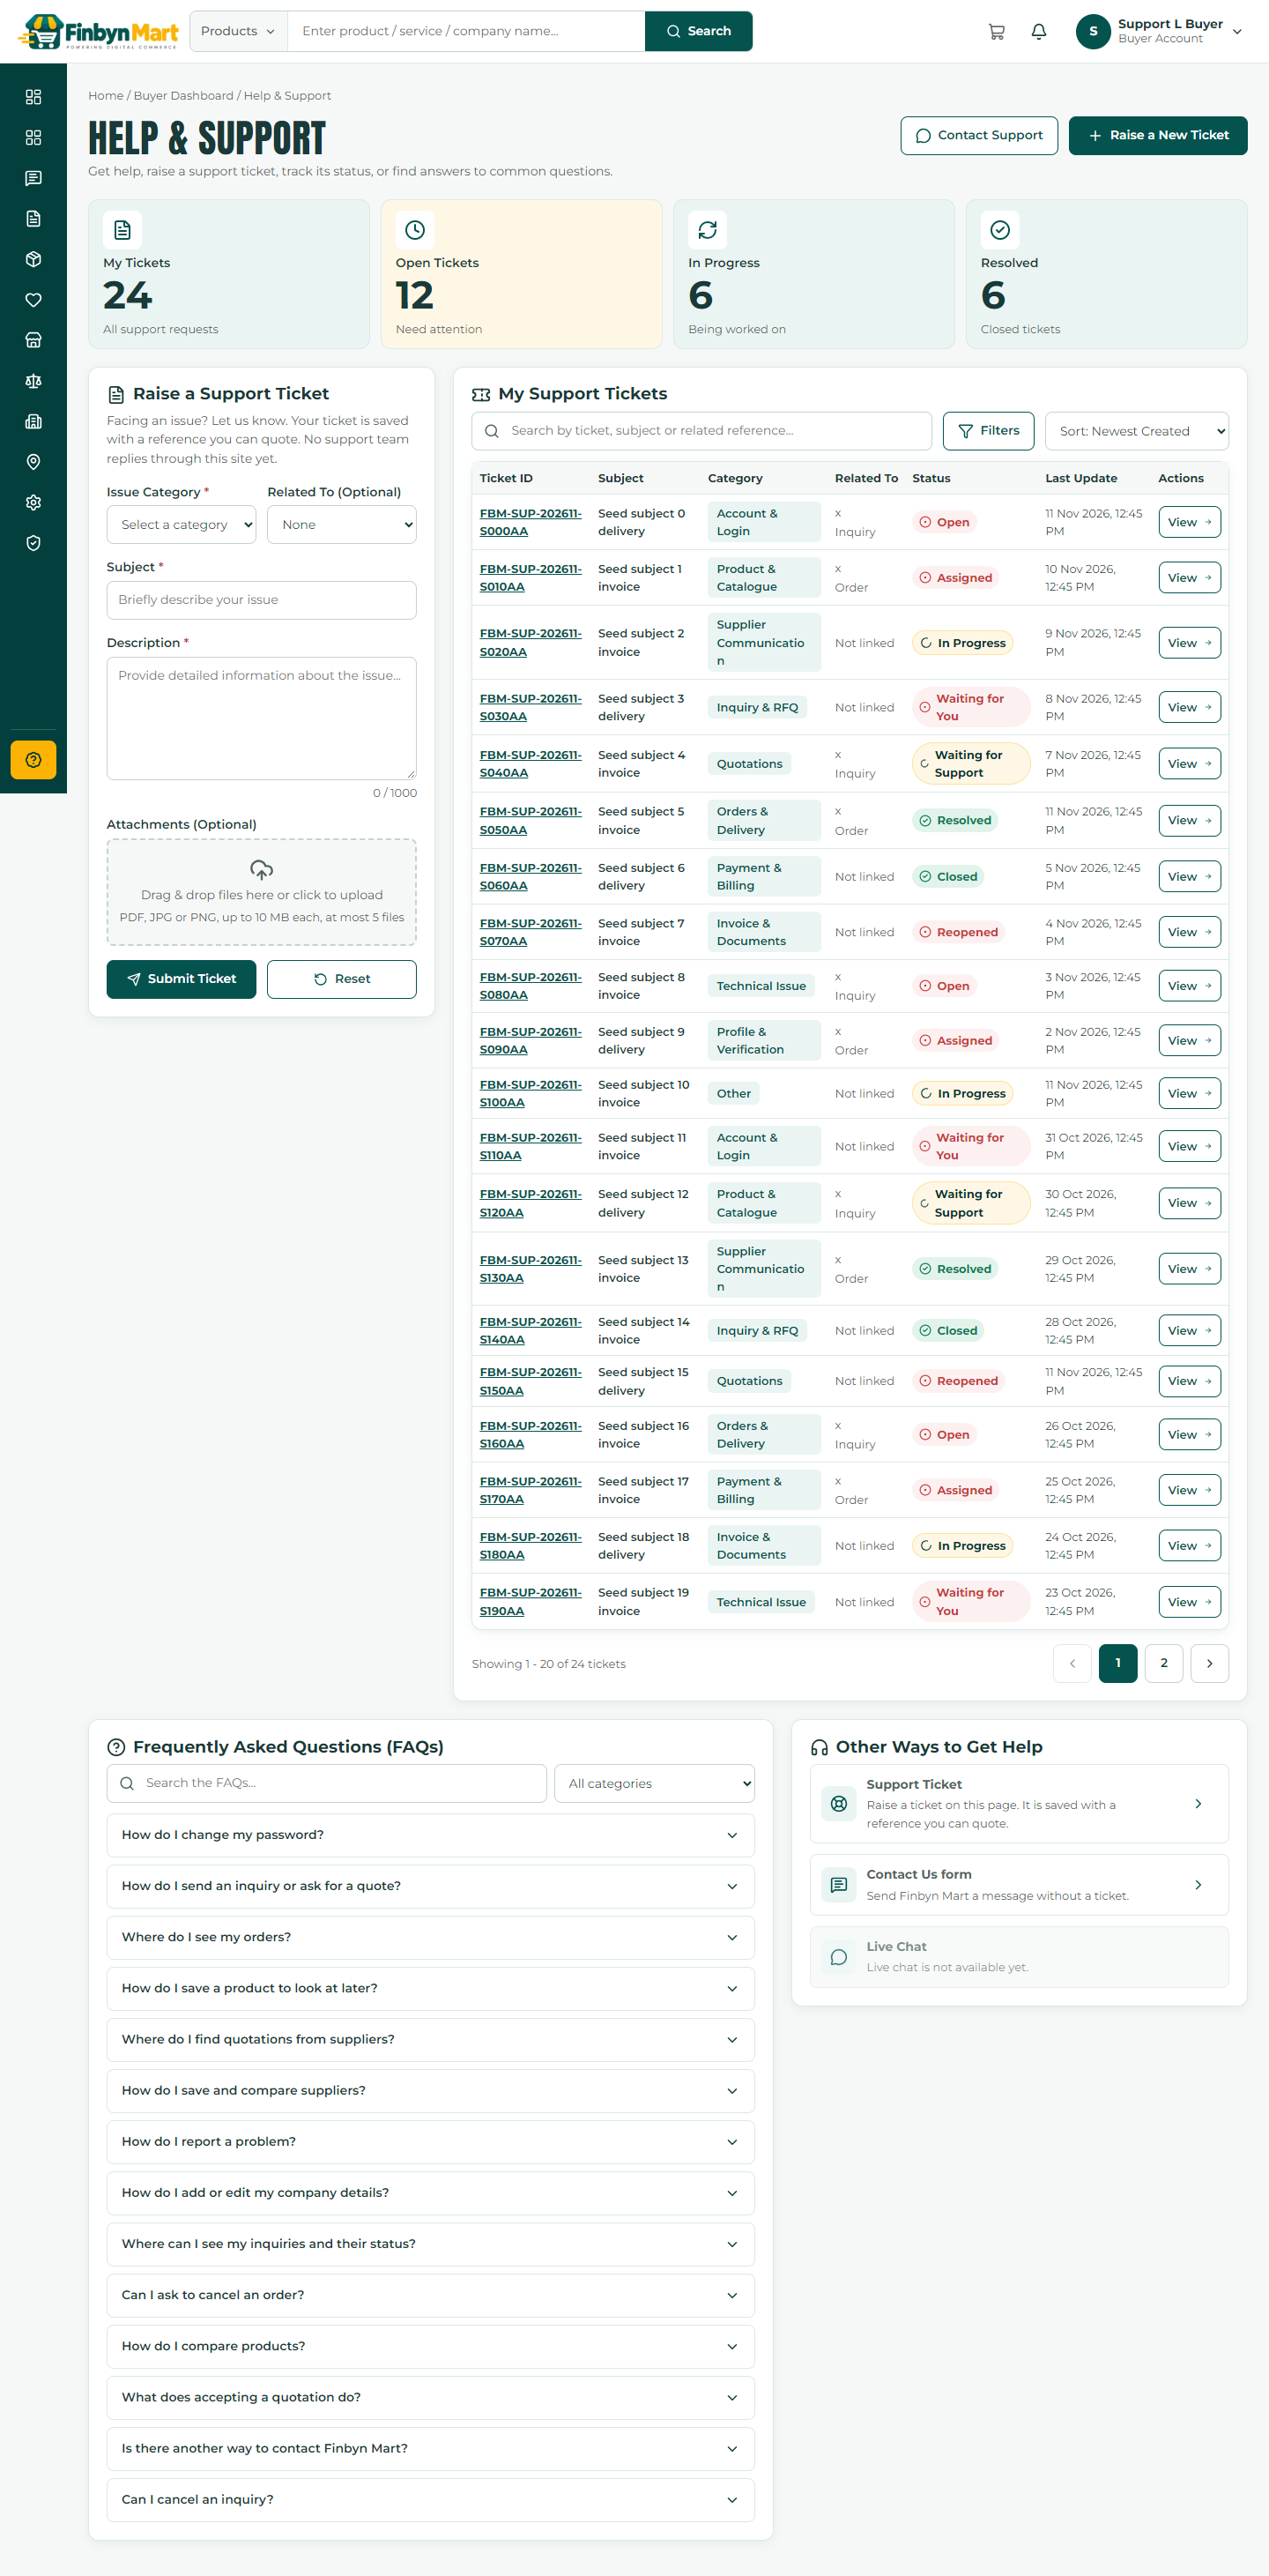 FinbynMart
POWERING DIGITAL COMMERCE
Products
Enter product / service / company name...
Search
S
Support L Buyer
Buyer Account
Home / Buyer Dashboard / Help & Support
HELP & SUPPORT
Get help, raise a support ticket, track its status, or find answers to common questions.
Contact Support
Raise a New Ticket
My Tickets
24
All support requests
Open Tickets
12
Need attention
In Progress
6
Being worked on
Resolved
6
Closed tickets
Raise a Support Ticket
Facing an issue? Let us know. Your ticket is saved
with a reference you can quote. No support team
replies through this site yet.
Issue Category *
Related To (Optional)
Select a category
None
Subject *
Briefly describe your issue
Description *
Provide detailed information about the issue...
0 / 1000
Attachments (Optional)
Drag & drop files here or click to upload
PDF, JPG or PNG, up to 10 MB each, at most 5 files
Submit Ticket
Reset
My Support Tickets
Search by ticket, subject or related reference...
Filters
Sort: Newest Created
Ticket ID Subject Category Related To Status Last Update Actions
FBM-SUP-202611- Seed subject 0 Account & x Open 11 Nov 2026, 12:45 View
S000AA delivery Login Inquiry PM
FBM-SUP-202611- Seed subject 1 Product & x Assigned 10 Nov 2026, View
S010AA invoice Catalogue Order 12:45 PM
FBM-SUP-202611- Seed subject 2 Supplier Not linked In Progress 9 Nov 2026, 12:45 View
S020AA invoice Communicatio PM
n
FBM-SUP-202611- Seed subject 3 Inquiry & RFQ Not linked Waiting for 8 Nov 2026, 12:45 View
S030AA delivery You PM
FBM-SUP-202611- Seed subject 4 Quotations x Waiting for 7 Nov 2026, 12:45 View
S040AA invoice Inquiry Support PM
FBM-SUP-202611- Seed subject 5 Orders & x Resolved 11 Nov 2026, 12:45 View
S050AA invoice Delivery Order PM
FBM-SUP-202611- Seed subject 6 Payment & Not linked Closed 5 Nov 2026, 12:45 View
S060AA delivery Billing PM
FBM-SUP-202611- Seed subject 7 Invoice & Not linked Reopened 4 Nov 2026, 12:45 View
S070AA invoice Documents PM
FBM-SUP-202611- Seed subject 8 Technical Issue x Open 3 Nov 2026, 12:45 View
S080AA invoice Inquiry PM
FBM-SUP-202611- Seed subject 9 Profile & x Assigned 2 Nov 2026, 12:45 View
S090AA delivery Verification Order PM
FBM-SUP-202611- Seed subject 10 Other Not linked In Progress 11 Nov 2026, 12:45 View
S100AA invoice PM
FBM-SUP-202611- Seed subject 11 Account & Not linked Waiting for 31 Oct 2026, 12:45 View
S110AA invoice Login You PM
FBM-SUP-202611- Seed subject 12 Product & x Waiting for 30 Oct 2026, View
S120AA delivery Catalogue Inquiry Support 12:45 PM
FBM-SUP-202611- Seed subject 13 Supplier x Resolved 29 Oct 2026, View
S130AA invoice Communicatio Order 12:45 PM
n
FBM-SUP-202611- Seed subject 14 Inquiry & RFQ Not linked Closed 28 Oct 2026, View
S140AA invoice 12:45 PM
FBM-SUP-202611- Seed subject 15 Quotations Not linked Reopened 11 Nov 2026, 12:45 View
S150AA delivery PM
FBM-SUP-202611- Seed subject 16 Orders & x Open 26 Oct 2026, View
S160AA invoice Delivery Inquiry 12:45 PM
FBM-SUP-202611- Seed subject 17 Payment & x Assigned 25 Oct 2026, View
S170AA invoice Billing Order 12:45 PM
FBM-SUP-202611- Seed subject 18 Invoice & Not linked In Progress 24 Oct 2026, View
S180AA delivery Documents 12:45 PM
FBM-SUP-202611- Seed subject 19 Technical Issue Not linked Waiting for 23 Oct 2026, View
S190AA invoice You 12:45 PM
Showing 1 - 20 of 24 tickets
1 2
Frequently Asked Questions (FAQs)
Search the FAQs...
All categories
How do I change my password?
How do I send an inquiry or ask for a quote?
Where do I see my orders?
How do I save a product to look at later?
Where do I find quotations from suppliers?
How do I save and compare suppliers?
How do I report a problem?
How do I add or edit my company details?
Where can I see my inquiries and their status?
Can I ask to cancel an order?
How do I compare products?
What does accepting a quotation do?
Is there another way to contact Finbyn Mart?
Can I cancel an inquiry?
Other Ways to Get Help
Support Ticket
Raise a ticket on this page. It is saved with a
reference you can quote.
Contact Us form
Send Finbyn Mart a message without a ticket.
Live Chat
Live chat is not available yet.